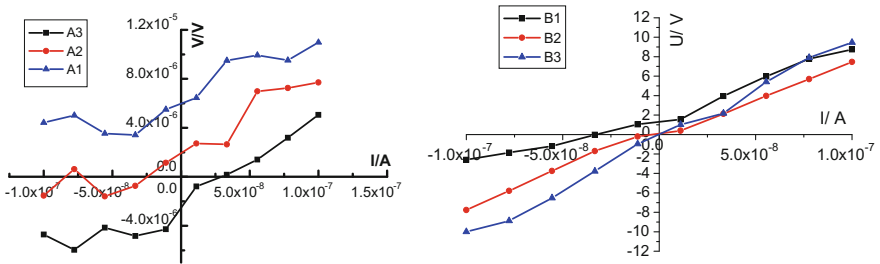 A3
A2
A1
1.2x10⁻⁵
8.0x10⁻⁶
4.0x10⁻⁶
0.0
-4.0x10⁻⁶
V/V
-1.0x10⁻⁷
-5.0x10⁻⁸
0.0
5.0x10⁻⁸
1.0x10⁻⁷
1.5x10⁻⁷
I/A
B1
B2
B3
12
10
8
6
4
2
0
-2
-4
-6
-8
-10
-12
U/ V
-1.0x10⁻⁷
-5.0x10⁻⁸
0.0
5.0x10⁻⁸
1.0x10⁻⁷
I/ A